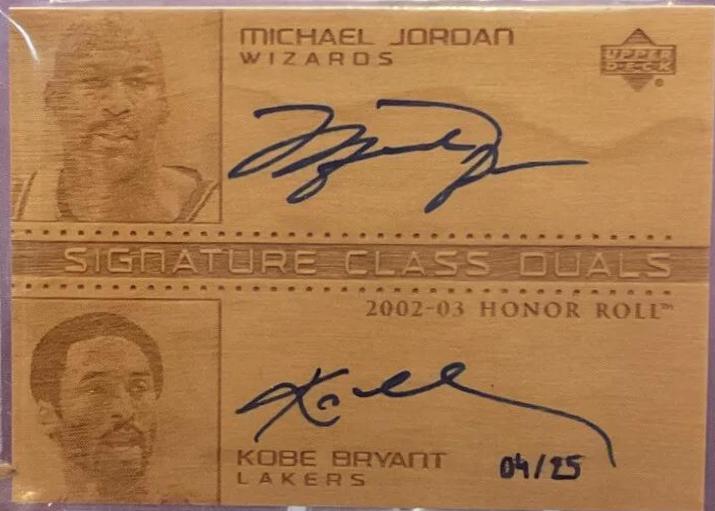 MICHAEL JORDAN
WIZARDS
UPPER
DECK
SIGNATURE CLASS DUALS
2002-03 HONOR ROLL™
KOBE BRYANT
LAKERS
04/25